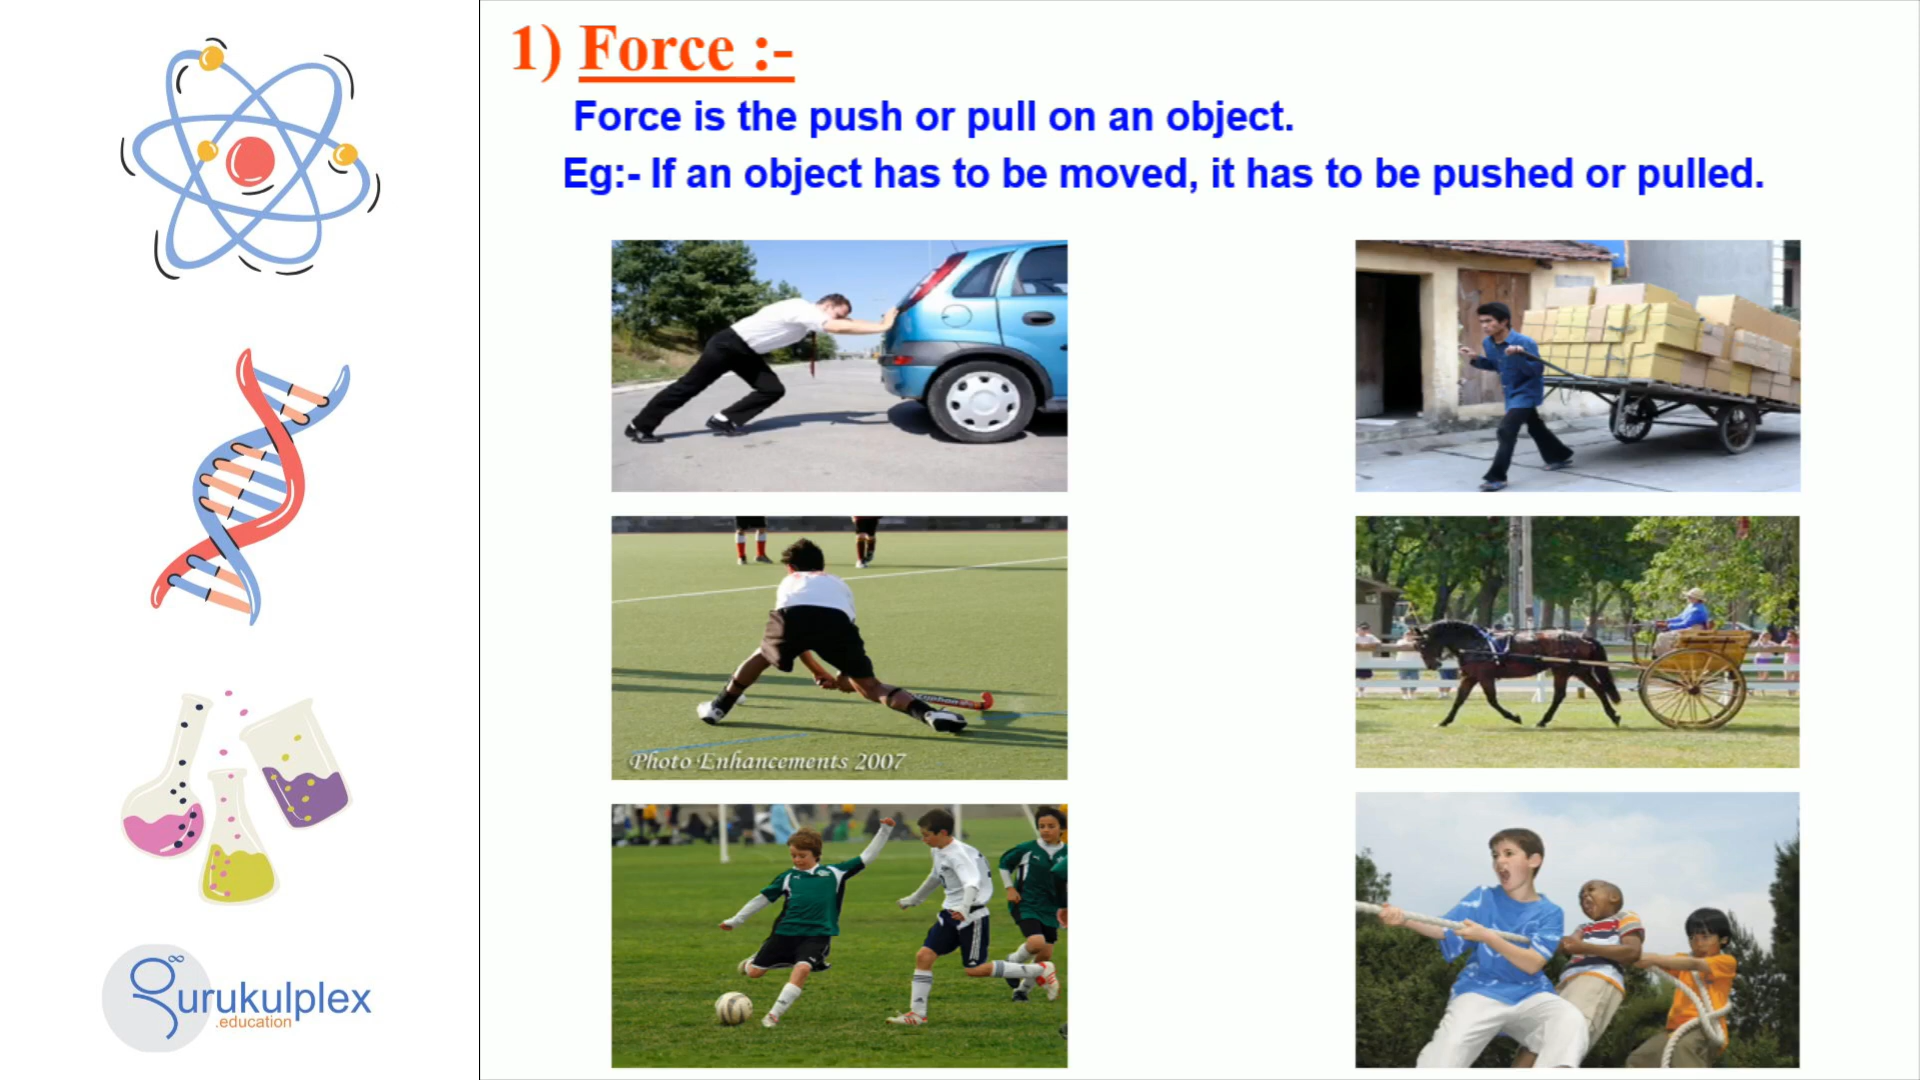 1) Force :-
Force is the push or pull on an object.
Eg:- If an object has to be moved, it has to be pushed or pulled.
Photo Enhancements 2007
gurukulplex
.education